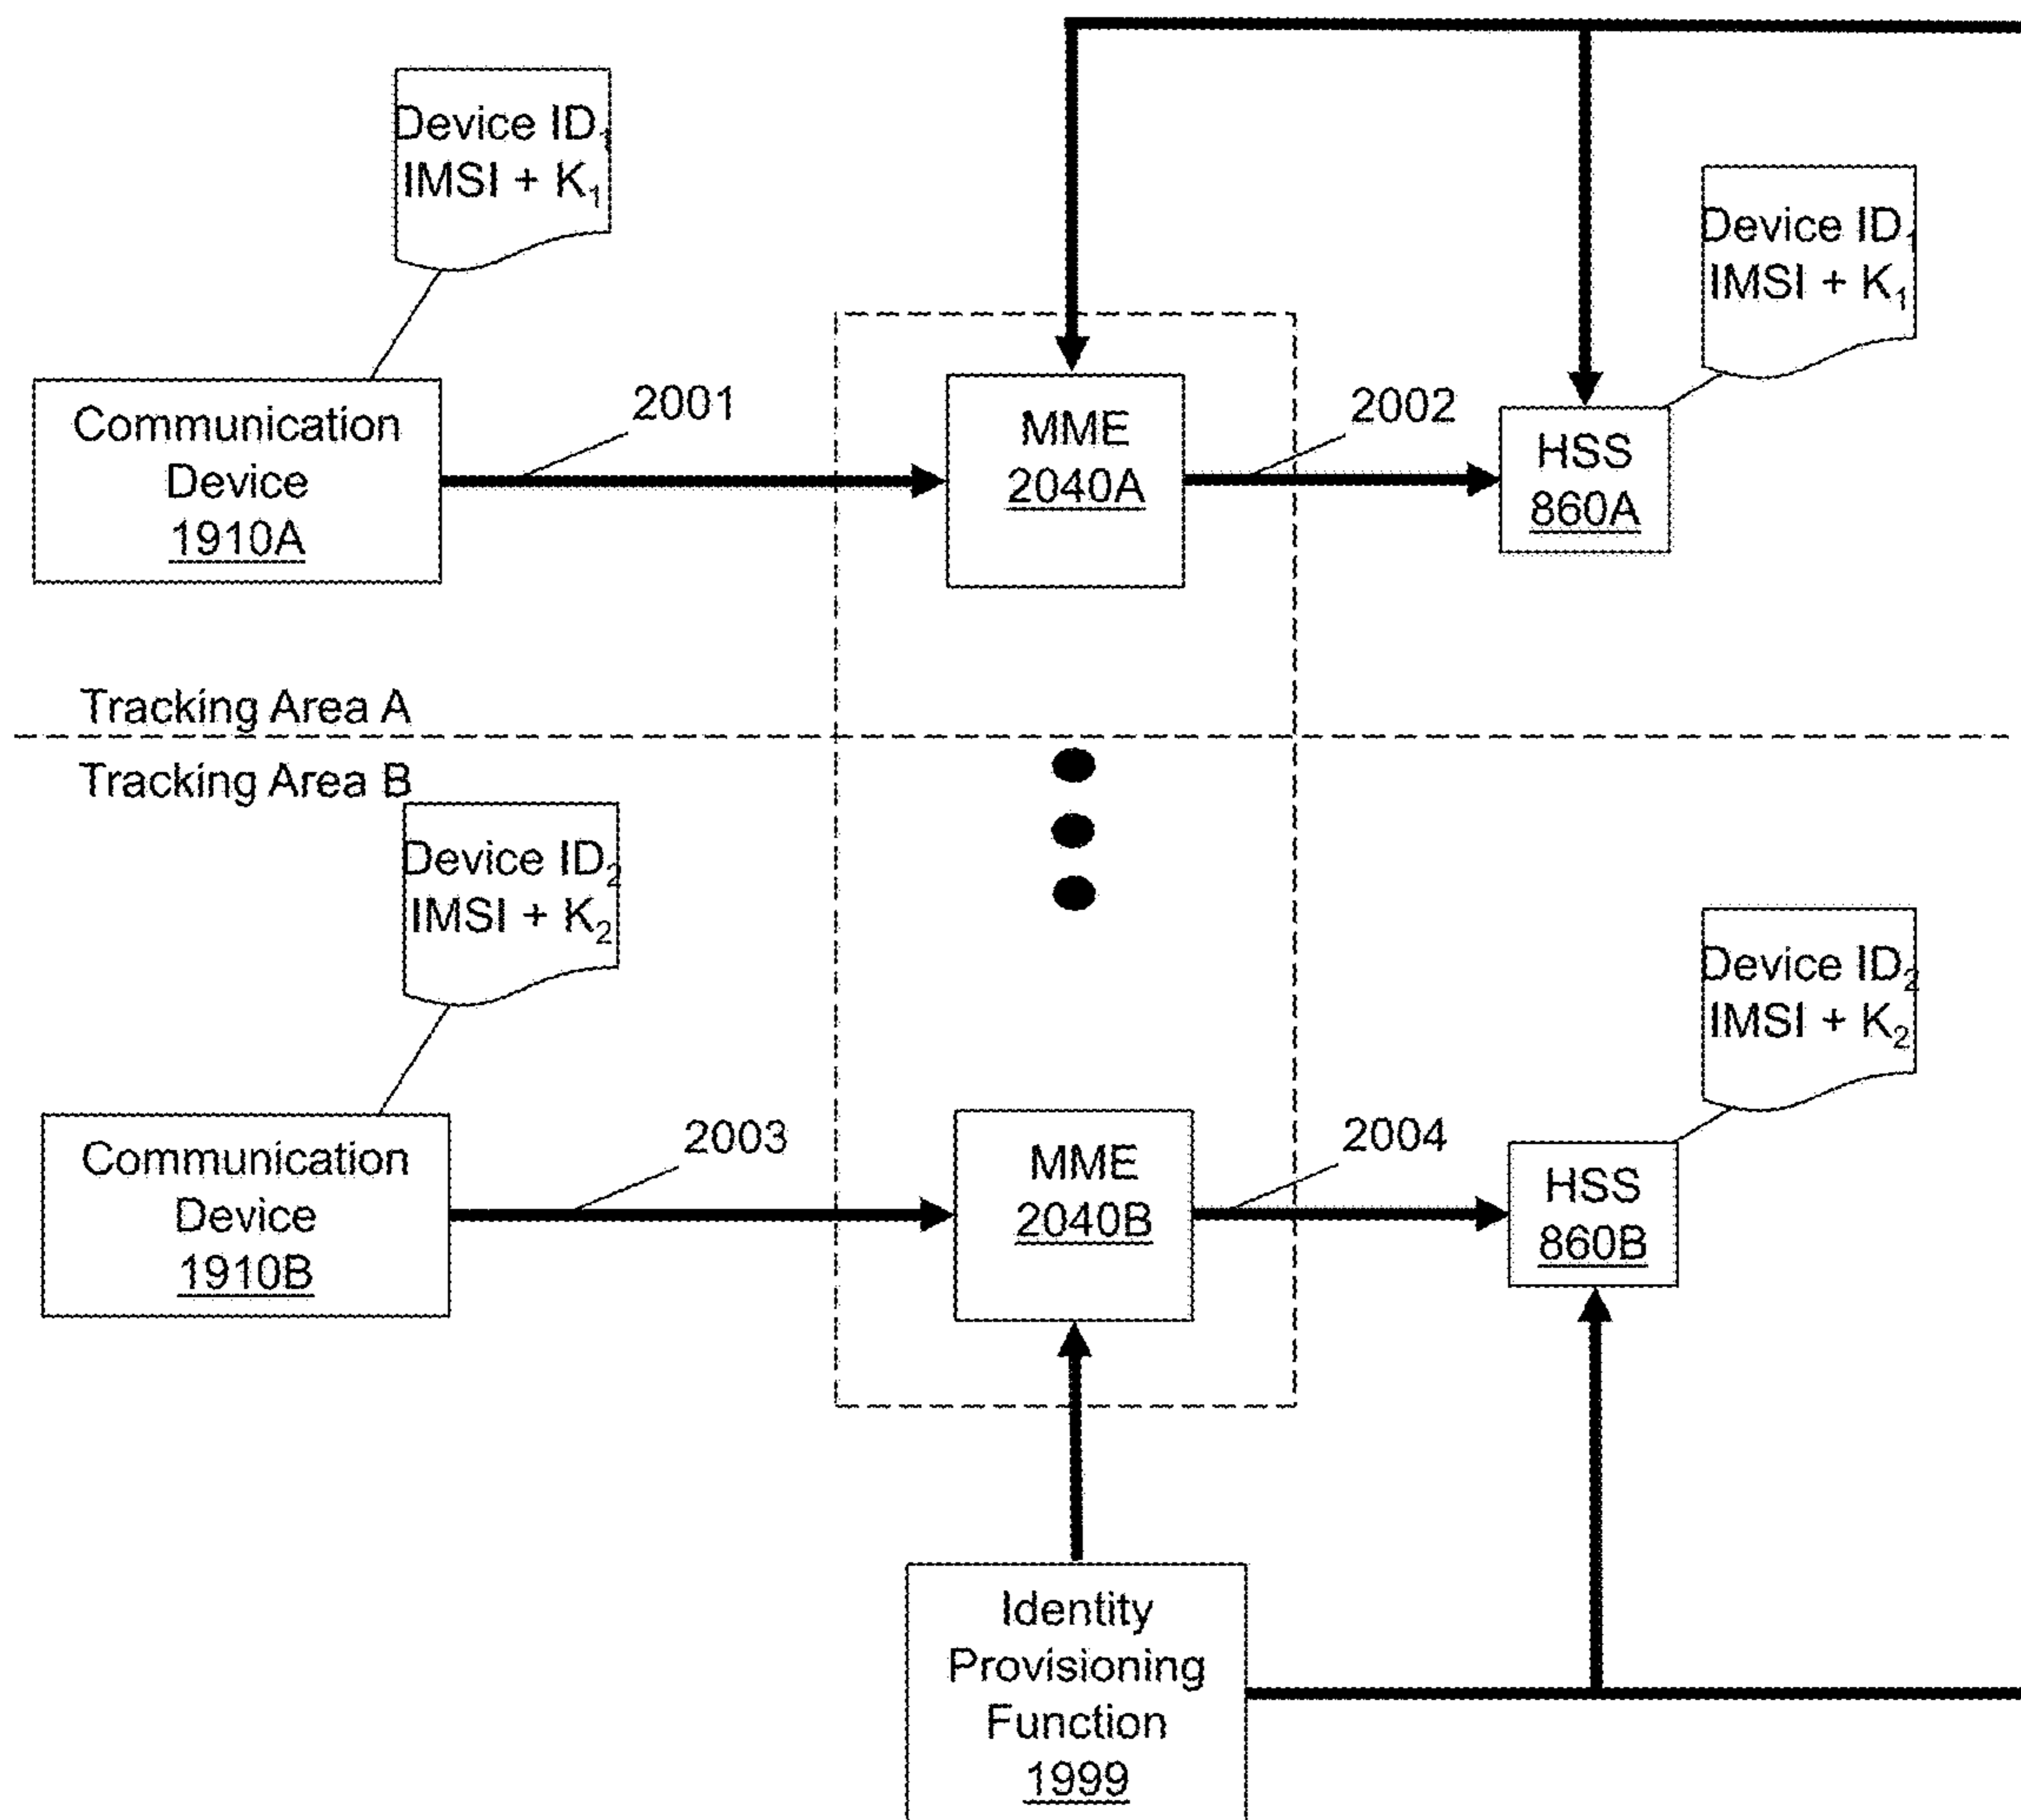 Device ID₁
IMSI + K₁
Device ID₁
IMSI + K₁
Communication
Device
1910A
2001
MME
2040A
2002
HSS
860A
Tracking Area A
Tracking Area B
Device ID₂
IMSI + K₂
Device ID₂
IMSI + K₂
Communication
Device
1910B
2003
MME
2040B
2004
HSS
860B
Identity
Provisioning
Function
1999